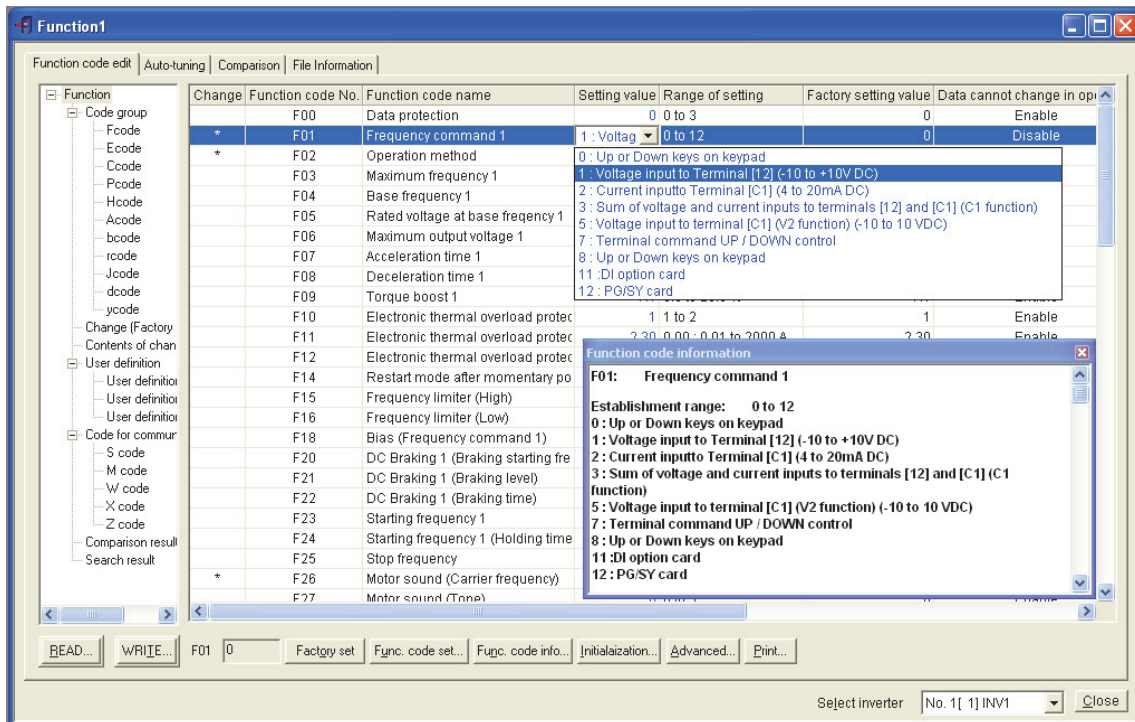 Function1
Function code edit Auto-tuning Comparison File Information
Function
Code group
Fcode
Ecode
Ccode
Pcode
Hcode
Acode
bcode
rcode
Jcode
dcode
ycode
Change (Factory
Contents of chan
User definition
User definition
User definition
User definition
Code for commun
S code
M code
W code
X code
Z code
Comparison result
Search result
Change Function code No. Function code name Setting value Range of setting Factory setting value Data cannot change in op
F00 Data protection 0 0 to 3 0 Enable
* F01 Frequency command 1 1 : Voltag 0 to 12 0 Disable
* F02 Operation method
F03 Maximum frequency 1
F04 Base frequency 1
F05 Rated voltage at base freqency 1
F06 Maximum output voltage 1
F07 Acceleration time 1
F08 Deceleration time 1
F09 Torque boost 1 Enable
F10 Electronic thermal overload protec 1 1 to 2 1 Enable
F11 Electronic thermal overload protec 2.30 0.00 : 0.01 to 2000 A 2.30 Enable
F12 Electronic thermal overload protec
F14 Restart mode after momentary po
F15 Frequency limiter (High)
F16 Frequency limiter (Low)
F18 Bias (Frequency command 1)
F20 DC Braking 1 (Braking starting fre
F21 DC Braking 1 (Braking level)
F22 DC Braking 1 (Braking time)
F23 Starting frequency 1
F24 Starting frequency 1 (Holding time
F25 Stop frequency
* F26 Motor sound (Carrier frequency)
F27 Motor sound (Tone) 0 0 to 3 0 Enable
0 : Up or Down keys on keypad
1 : Voltage input to Terminal [12] (-10 to +10V DC)
2 : Current inputto Terminal [C1] (4 to 20mA DC)
3 : Sum of voltage and current inputs to terminals [12] and [C1] (C1 function)
5 : Voltage input to terminal [C1] (V2 function) (-10 to 10 VDC)
7 : Terminal command UP / DOWN control
8 : Up or Down keys on keypad
11 :DI option card
12 : PG/SY card
Function code information
F01: Frequency command 1
Establishment range: 0 to 12
0 : Up or Down keys on keypad
1 : Voltage input to Terminal [12] (-10 to +10V DC)
2 : Current inputto Terminal [C1] (4 to 20mA DC)
3 : Sum of voltage and current inputs to terminals [12] and [C1] (C1
function)
5 : Voltage input to terminal [C1] (V2 function) (-10 to 10 VDC)
7 : Terminal command UP / DOWN control
8 : Up or Down keys on keypad
11 :DI option card
12 : PG/SY card
READ... WRITE... F01 0 Factory set Func. code set... Func. code info... Initialaization... Advanced... Print...
Select inverter No. 1[ 1] INV1 Close